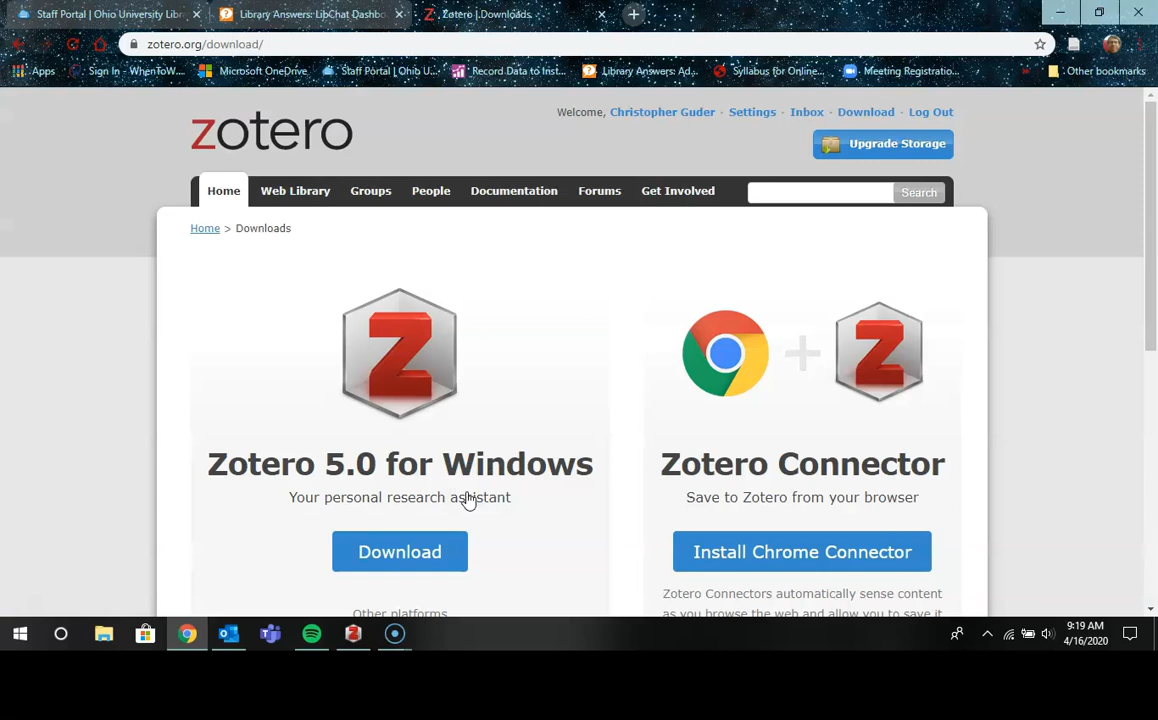 Staff Portal | Ohio University Libr
Library Answers: LibChat Dashbo
Zotero | Downloads
zotero.org/download/
Apps
Sign In - WhenToW...
Microsoft OneDrive
Staff Portal | Ohio U...
Record Data to Inst...
Library Answers: Ad...
Syllabus for Online...
Meeting Registratio...
Other bookmarks
zotero
Welcome, Christopher Guder · Settings · Inbox · Download · Log Out
Upgrade Storage
Home Web Library Groups People Documentation Forums Get Involved Search
Home > Downloads
Z
Z
Zotero 5.0 for Windows
Zotero Connector
Your personal research assistant
Save to Zotero from your browser
Download
Install Chrome Connector
Other platforms
Zotero Connectors automatically sense content
as you browse the web and allow you to save it
9:19 AM
4/16/2020